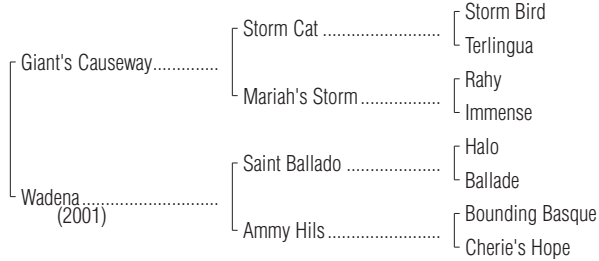 Storm Bird
Storm Cat ........................
Terlingua
Giant's Causeway..............
Rahy
Mariah's Storm .................
Immense
Halo
Saint Ballado ...................
Ballade
Wadena .............................
(2001)
Bounding Basque
Ammy Hils ........................
Cherie's Hope